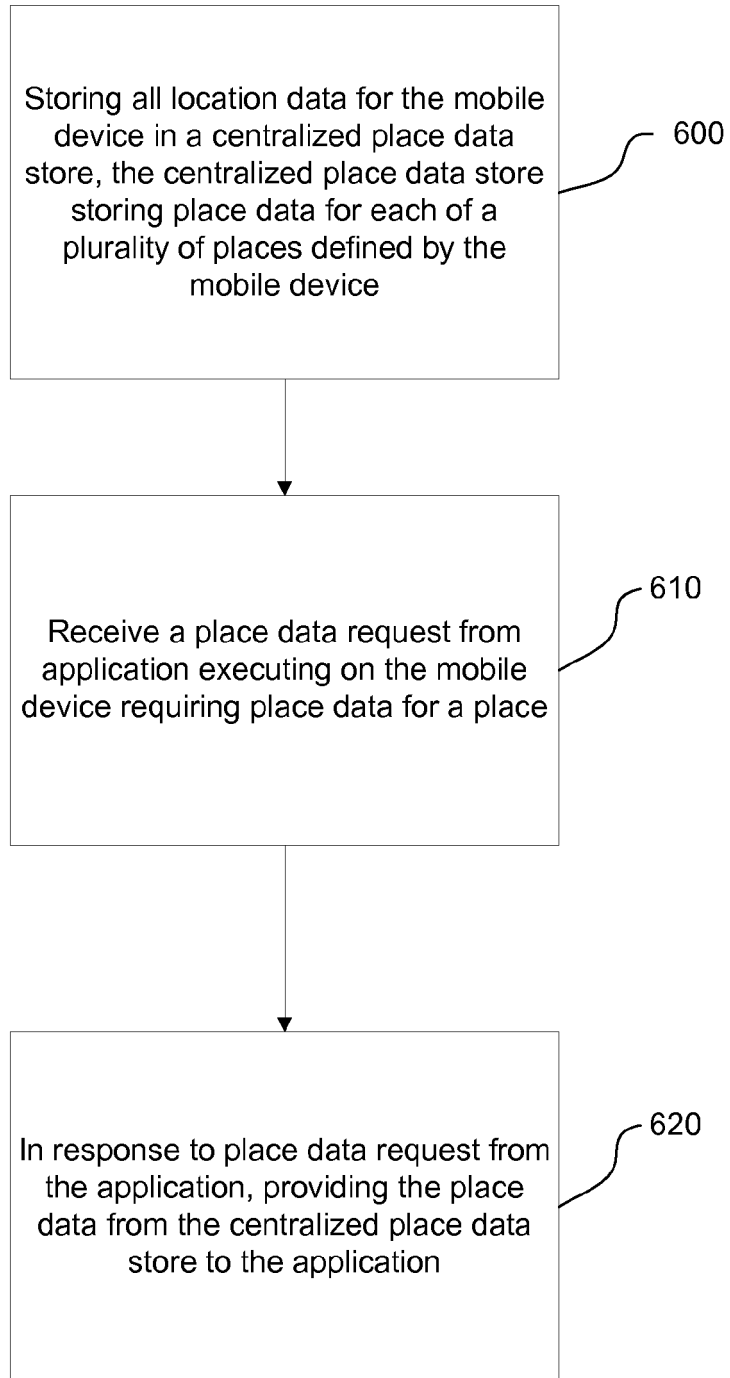 Storing all location data for the mobile
device in a centralized place data
store, the centralized place data store
storing place data for each of a
plurality of places defined by the
mobile device
600
Receive a place data request from
application executing on the mobile
device requiring place data for a place
610
In response to place data request from
the application, providing the place
data from the centralized place data
store to the application
620